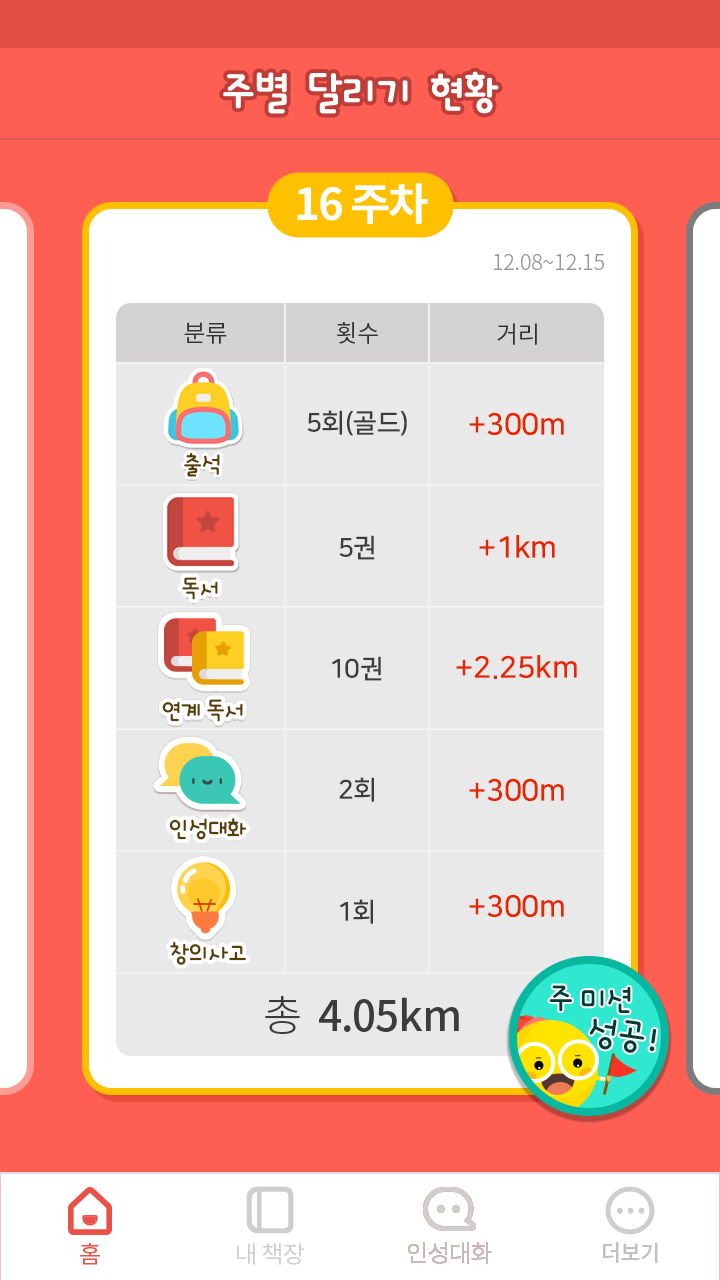 주별 달리기 현황
16 주차
12.08~12.15
분류 횟수 거리
출석 5회(골드) +300m
독서 5권 +1km
연계 독서 10권 +2.25km
인성대화 2회 +300m
창의사고 1회 +300m
총 4.05km
주 미션
성공!
홈 내 책장 인성대화 더보기